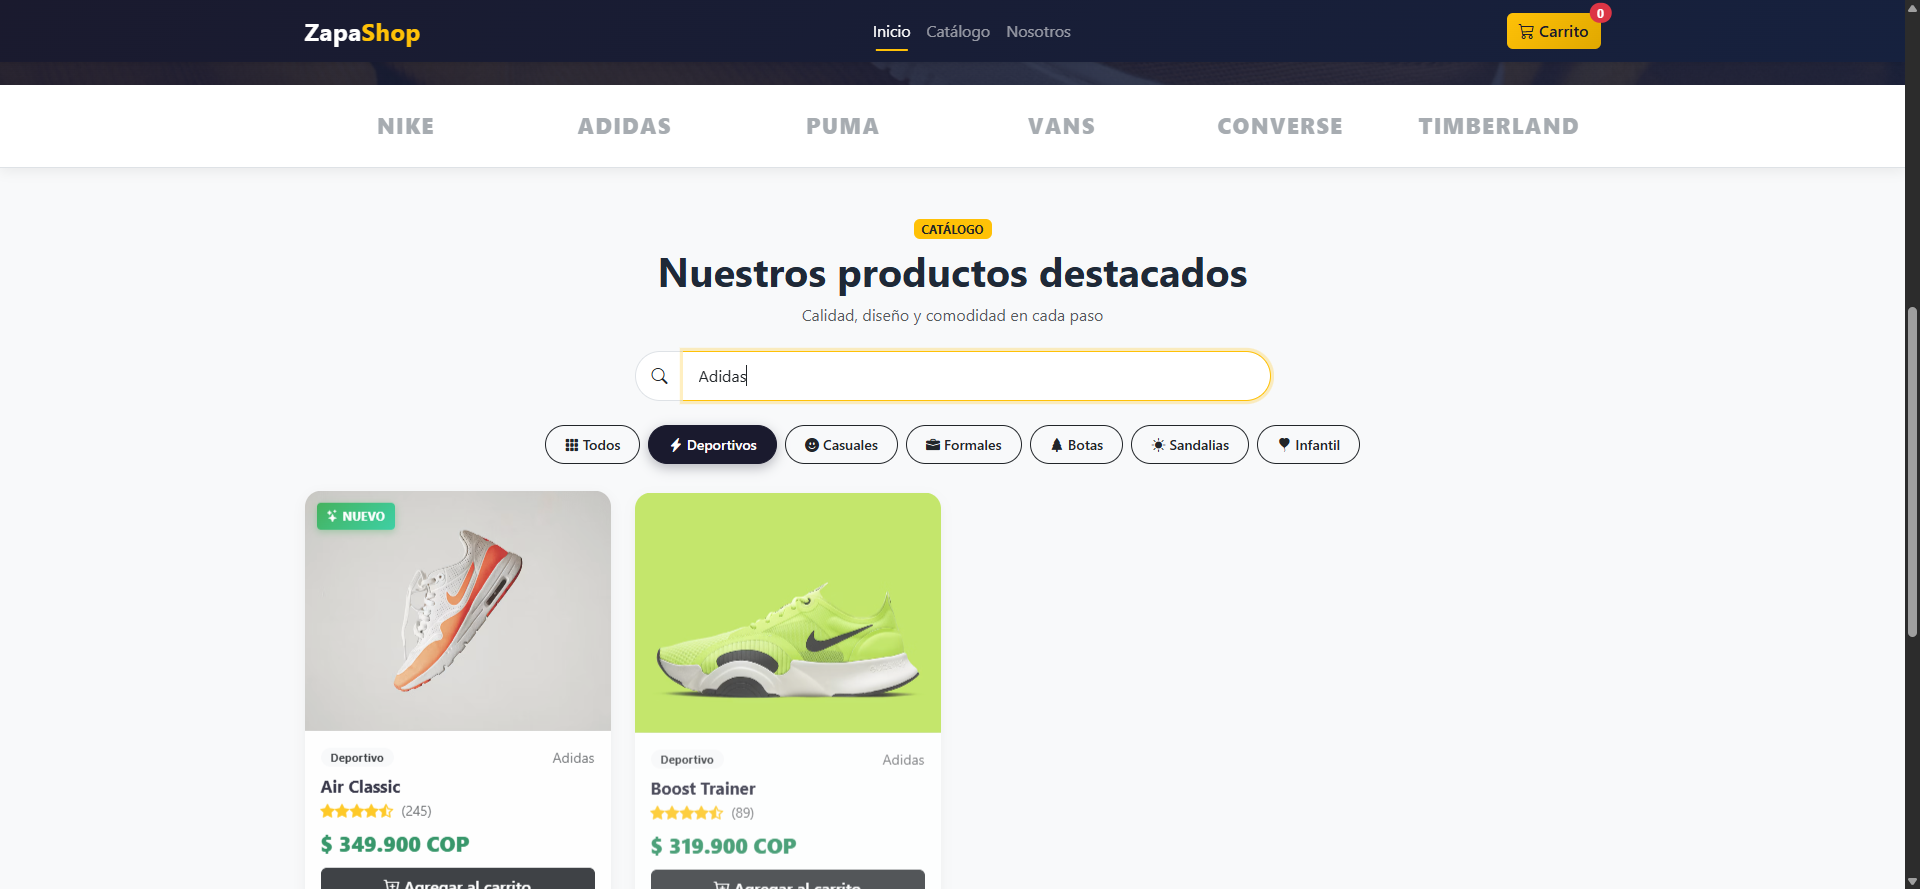 ZapaShop
Inicio Catálogo Nosotros
Carrito 0
NIKE ADIDAS PUMA VANS CONVERSE TIMBERLAND
CATÁLOGO
Nuestros productos destacados
Calidad, diseño y comodidad en cada paso
Adidas
Todos Deportivos Casuales Formales Botas Sandalias Infantil
NUEVO
Deportivo Adidas
Air Classic
(245)
$ 349.900 COP
Agregar al carrito
Deportivo Adidas
Boost Trainer
(89)
$ 319.900 COP
Agregar al carrito